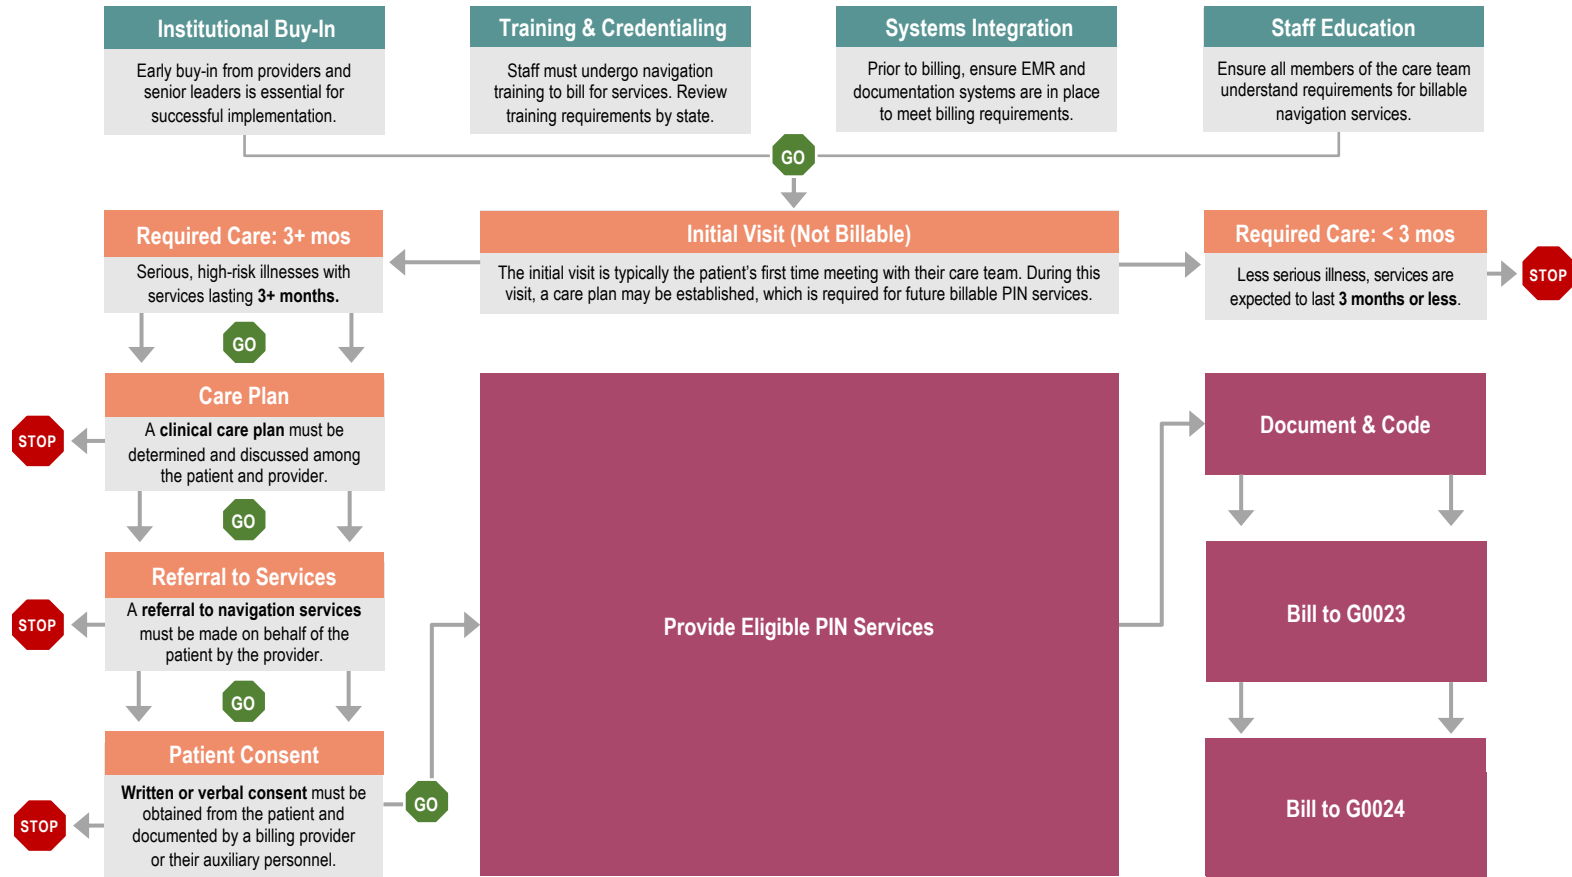 Institutional Buy-In
Early buy-in from providers and
senior leaders is essential for
successful implementation.
Training & Credentialing
Staff must undergo navigation
training to bill for services. Review
training requirements by state.
Systems Integration
Prior to billing, ensure EMR and
documentation systems are in place
to meet billing requirements.
Staff Education
Ensure all members of the care team
understand requirements for billable
navigation services.
GO
Required Care: 3+ mos
Serious, high-risk illnesses with
services lasting 3+ months.
Initial Visit (Not Billable)
The initial visit is typically the patient’s first time meeting with their care team. During this
visit, a care plan may be established, which is required for future billable PIN services.
Required Care: < 3 mos
Less serious illness, services are
expected to last 3 months or less.
STOP
GO
Care Plan
A clinical care plan must be
determined and discussed among
the patient and provider.
STOP
GO
Referral to Services
A referral to navigation services
must be made on behalf of the
patient by the provider.
STOP
GO
Patient Consent
Written or verbal consent must be
obtained from the patient and
documented by a billing provider
or their auxiliary personnel.
STOP
GO
Provide Eligible PIN Services
Document & Code
Bill to G0023
Bill to G0024